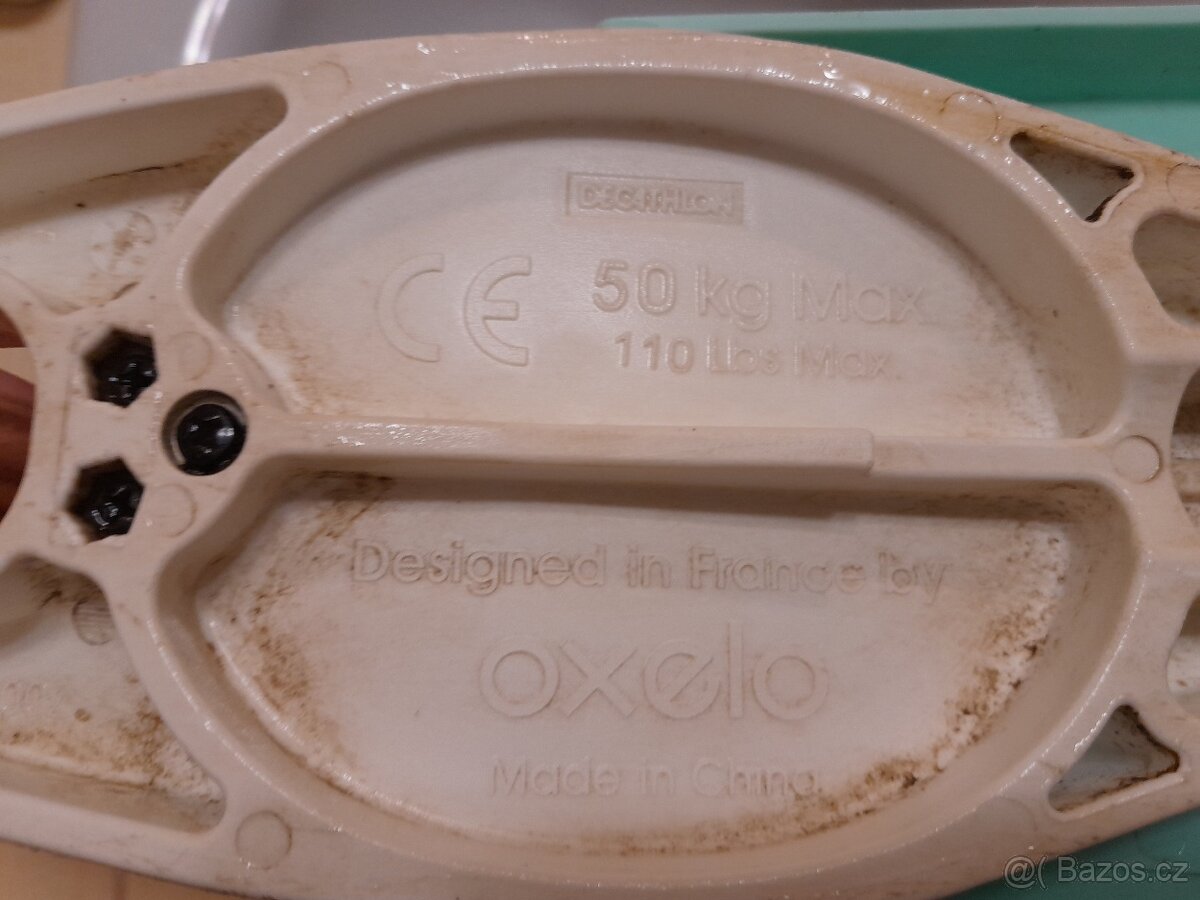 DECATHLON
CE 50 kg Max.
110 Lbs Max.
Designed in France by
oxelo
Made in China
@( Bazos.cz